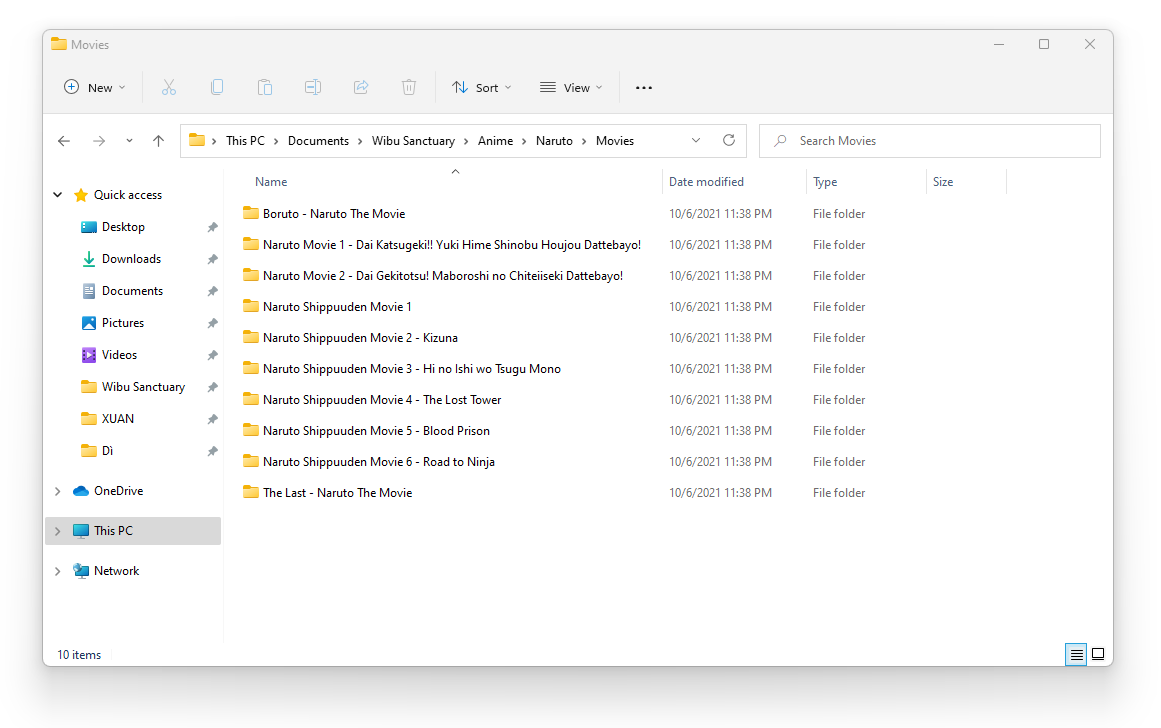 Movies
New Sort View
This PC > Documents > Wibu Sanctuary > Anime > Naruto > Movies
Search Movies
Quick access
Desktop
Downloads
Documents
Pictures
Videos
Wibu Sanctuary
XUAN
Dì
OneDrive
This PC
Network
Name Date modified Type Size
Boruto - Naruto The Movie 10/6/2021 11:38 PM File folder
Naruto Movie 1 - Dai Katsugeki!! Yuki Hime Shinobu Houjou Dattebayo! 10/6/2021 11:38 PM File folder
Naruto Movie 2 - Dai Gekitotsu! Maboroshi no Chiteiiseki Dattebayo! 10/6/2021 11:38 PM File folder
Naruto Shippuuden Movie 1 10/6/2021 11:38 PM File folder
Naruto Shippuuden Movie 2 - Kizuna 10/6/2021 11:38 PM File folder
Naruto Shippuuden Movie 3 - Hi no Ishi wo Tsugu Mono 10/6/2021 11:38 PM File folder
Naruto Shippuuden Movie 4 - The Lost Tower 10/6/2021 11:38 PM File folder
Naruto Shippuuden Movie 5 - Blood Prison 10/6/2021 11:38 PM File folder
Naruto Shippuuden Movie 6 - Road to Ninja 10/6/2021 11:38 PM File folder
The Last - Naruto The Movie 10/6/2021 11:38 PM File folder
10 items